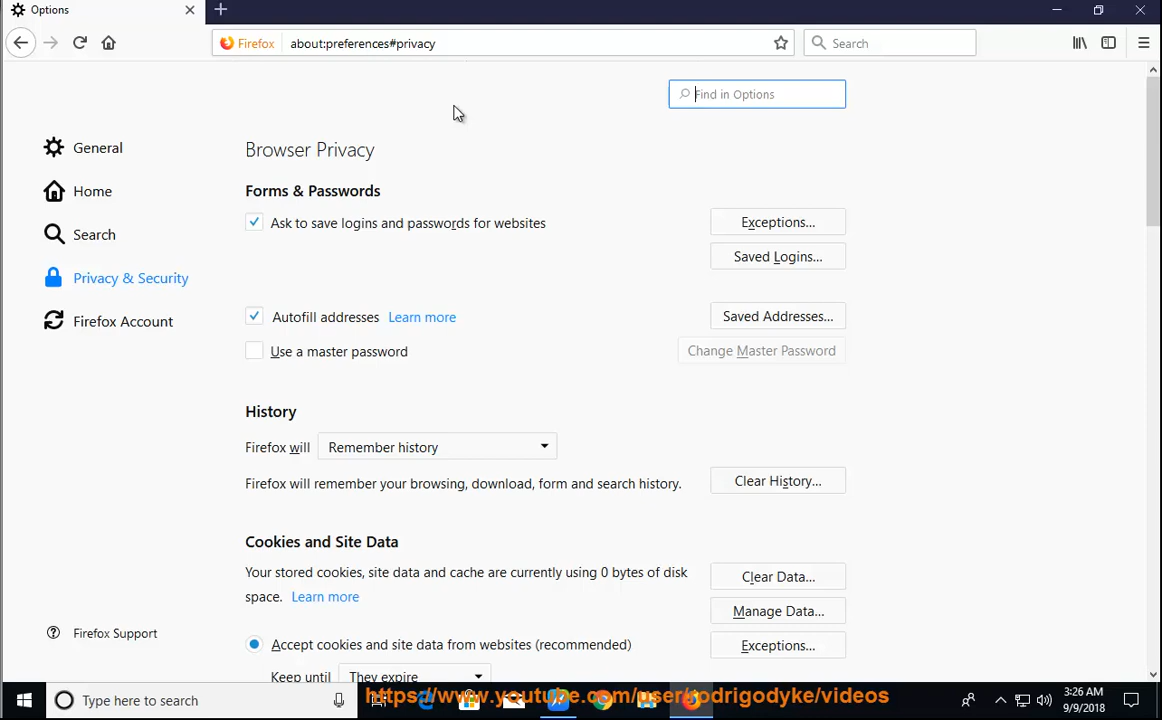 Options
Firefox about:preferences#privacy Search
Find in Options
General
Home
Search
Privacy & Security
Firefox Account
Firefox Support
Browser Privacy
Forms & Passwords
Ask to save logins and passwords for websites Exceptions...
Saved Logins...
Autofill addresses Learn more Saved Addresses...
Use a master password Change Master Password
History
Firefox will Remember history
Firefox will remember your browsing, download, form and search history. Clear History...
Cookies and Site Data
Your stored cookies, site data and cache are currently using 0 bytes of disk Clear Data...
space. Learn more Manage Data...
Accept cookies and site data from websites (recommended) Exceptions...
Keep until They expire
Type here to search
https://www.youtube.com/user/rodrigodyke/videos
3:26 AM
9/9/2018